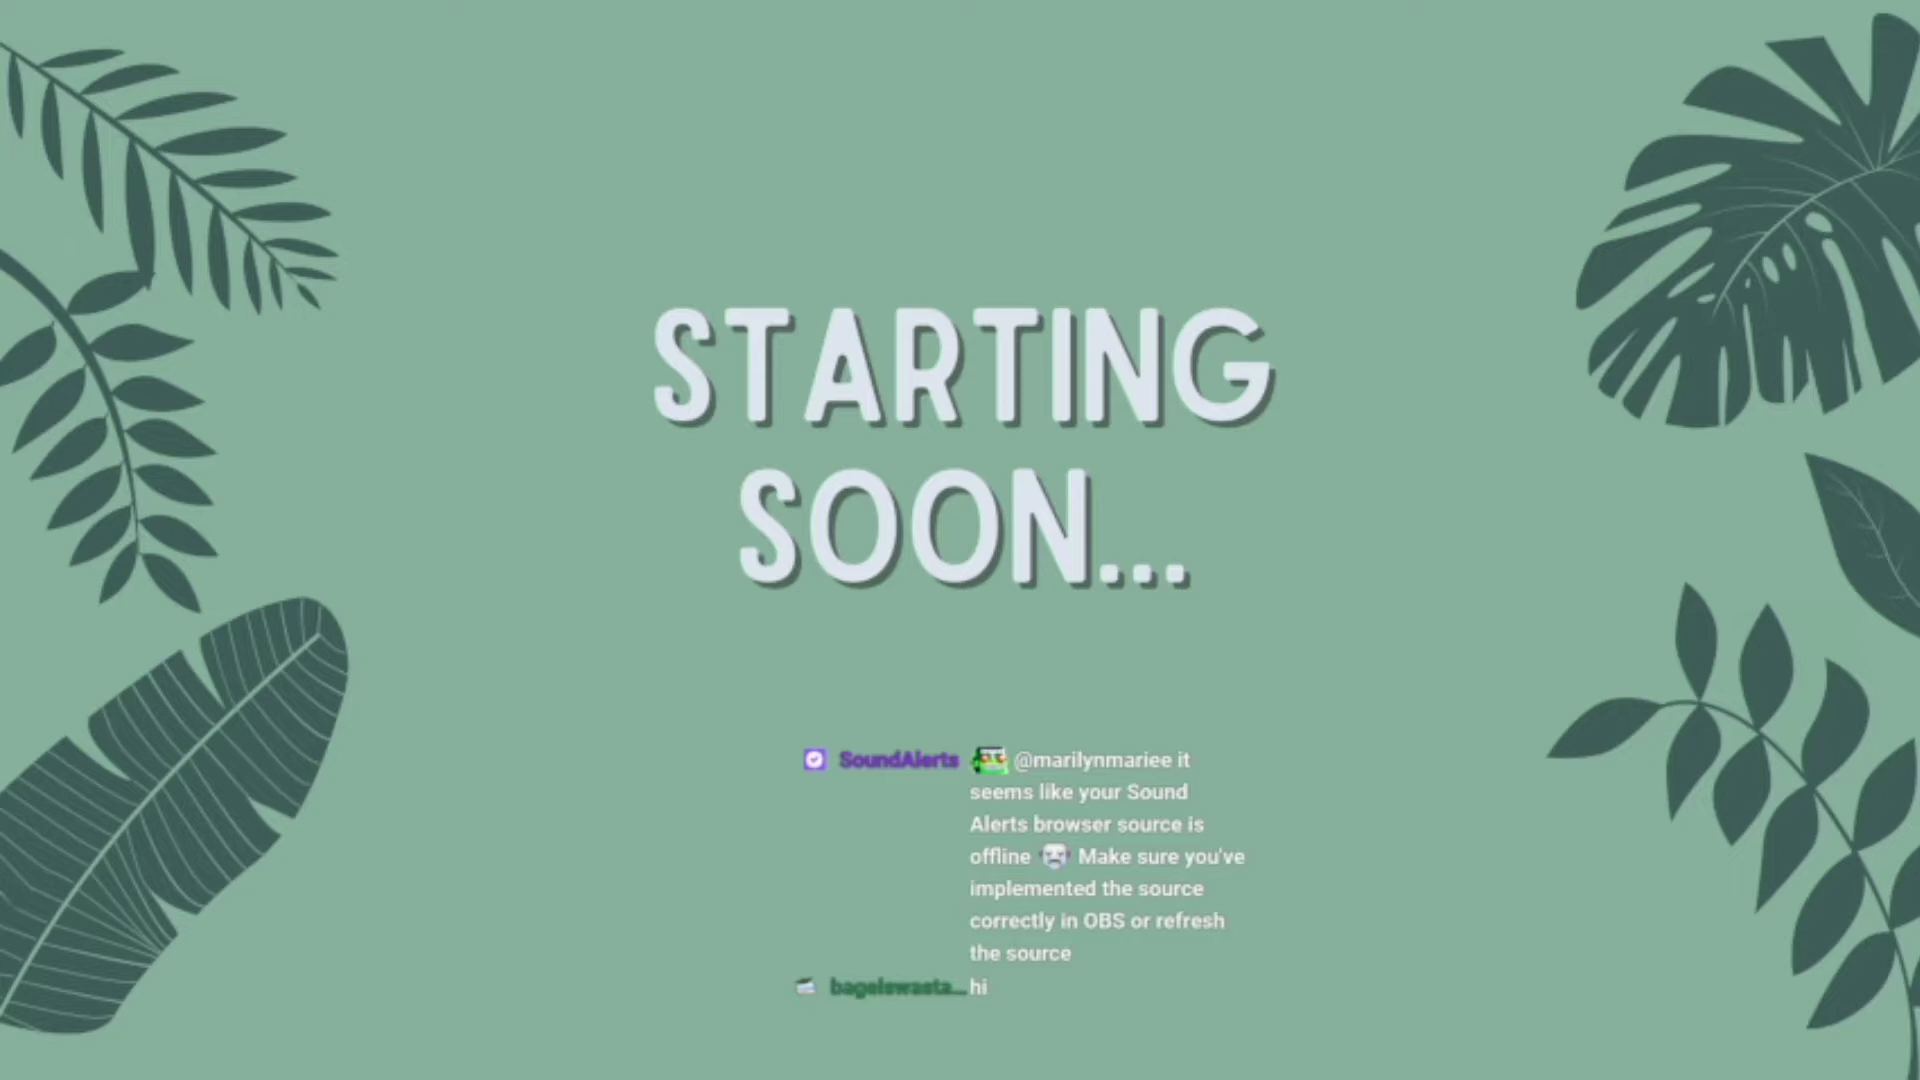 STARTING
SOON...
SoundAlerts @marilynmariee it
seems like your Sound
Alerts browser source is
offline Make sure you've
implemented the source
correctly in OBS or refresh
the source
bagelswasta... hi